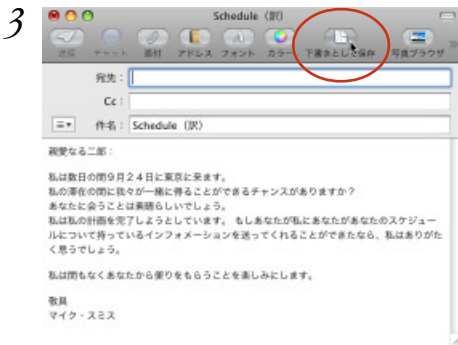 3
Schedule（訳）
送信 チャット 添付 アドレス フォント カラー 下書きとして保存 写真ブラウザ
宛先：
Cc：
件名： Schedule（訳）
親愛なる二郎：
私は数日の間9月２４日に東京に来ます。
私の滞在の間に我々が一緒に得ることができるチャンスがありますか？
あなたに会うことは素晴らしいでしょう。
私は私の計画を完了しようとしています。 もしあなたが私にあなたがあなたのスケジュー
ルについて持っているインフォメーションを送ってくれることができたなら、私はありがた
く思うでしょう。
私は間もなくあなたから便りをもらうことを楽しみにします。
敬具
マイク・スミス